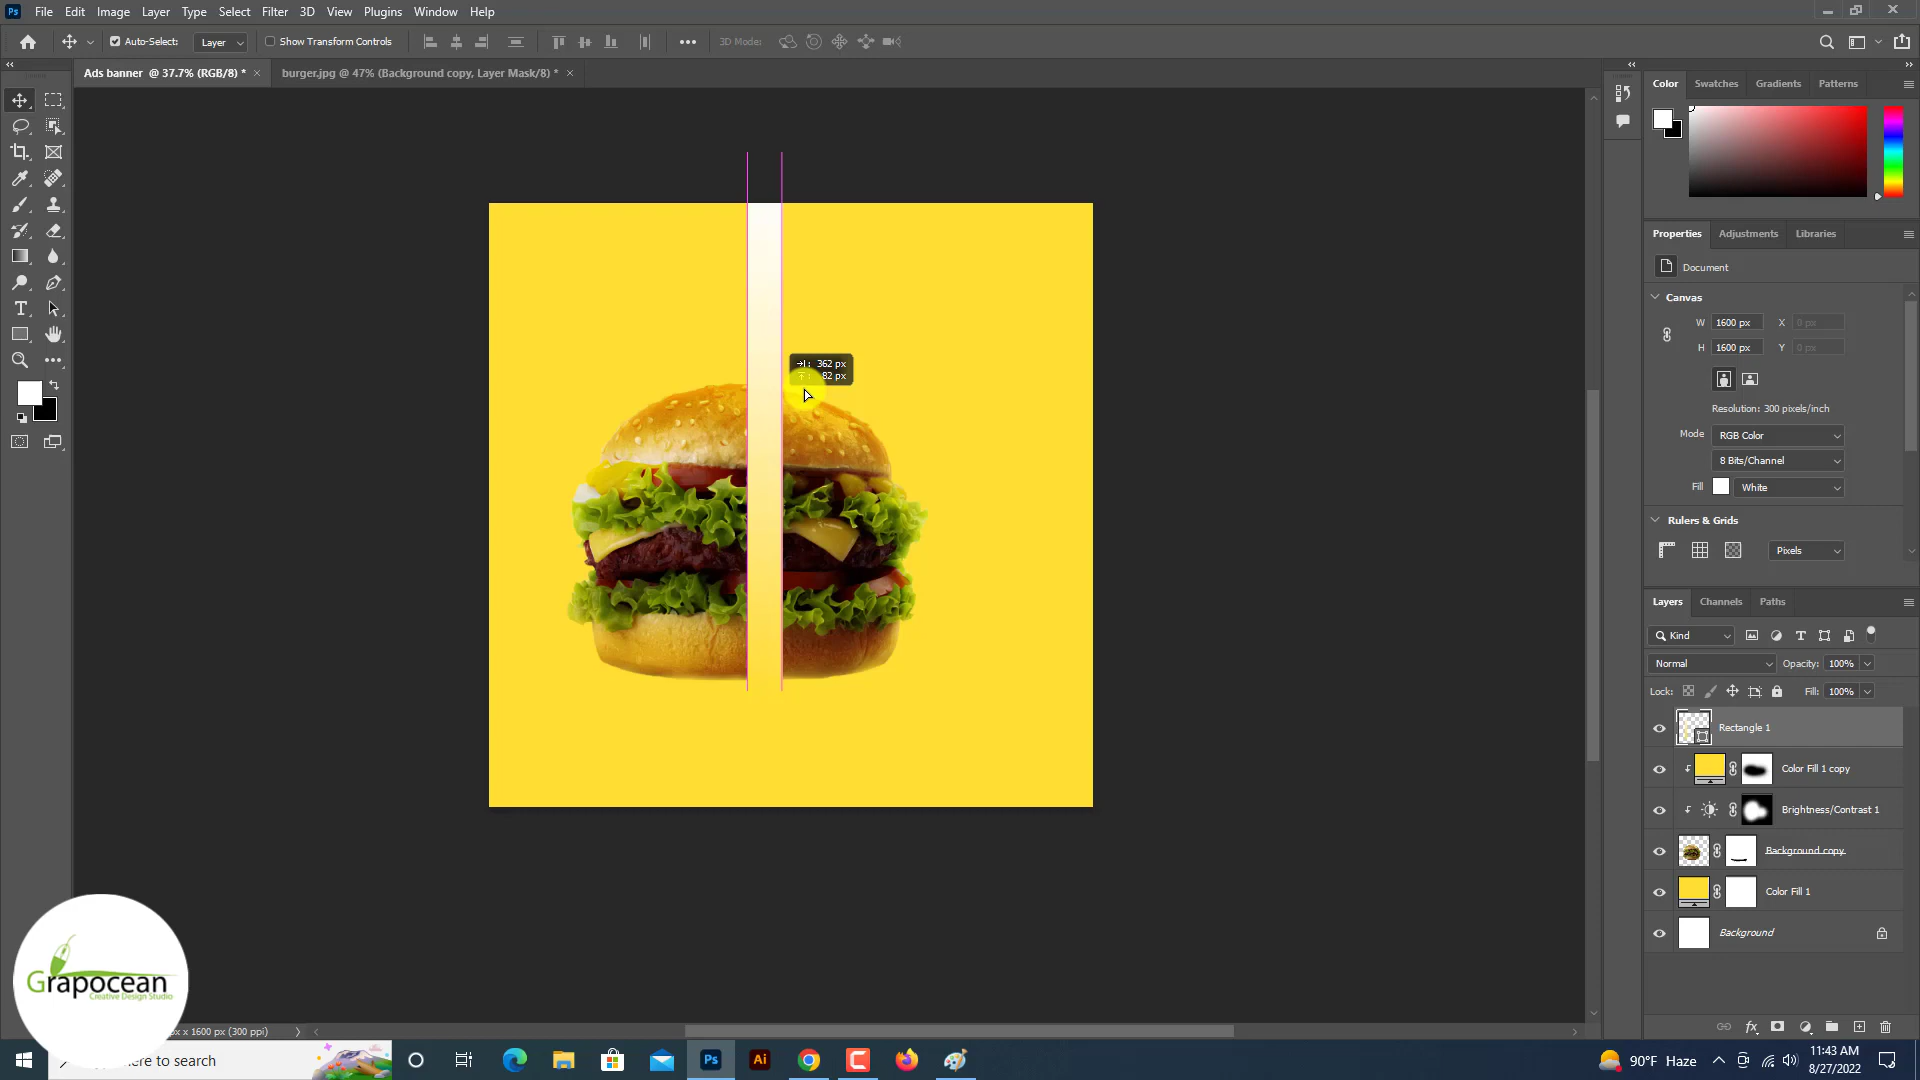 Ps File Edit Image Layer Type Select Filter 3D View Plugins Window Help
Auto-Select: Layer Show Transform Controls 3D Mode:
Ads banner @ 37.7% (RGB/8) * × burger.jpg @ 47% (Background copy, Layer Mask/8) * ×
Color Swatches Gradients Patterns
Properties Adjustments Libraries
Document
Canvas
W 1600 px X 0 px
H 1600 px Y 0 px
Resolution: 300 pixels/inch
Mode RGB Color
8 Bits/Channel
Fill White
Rulers & Grids
Pixels
362 px
82 px
Layers Channels Paths
Kind
Normal Opacity: 100%
Lock: Fill: 100%
Rectangle 1
Color Fill 1 copy
Brightness/Contrast 1
Background copy
Color Fill 1
Background
Grapocean
Creative Design Studio
px x 1600 px (300 ppi)
here to search
Ps Ai
90°F Haze
11:43 AM
8/27/2022